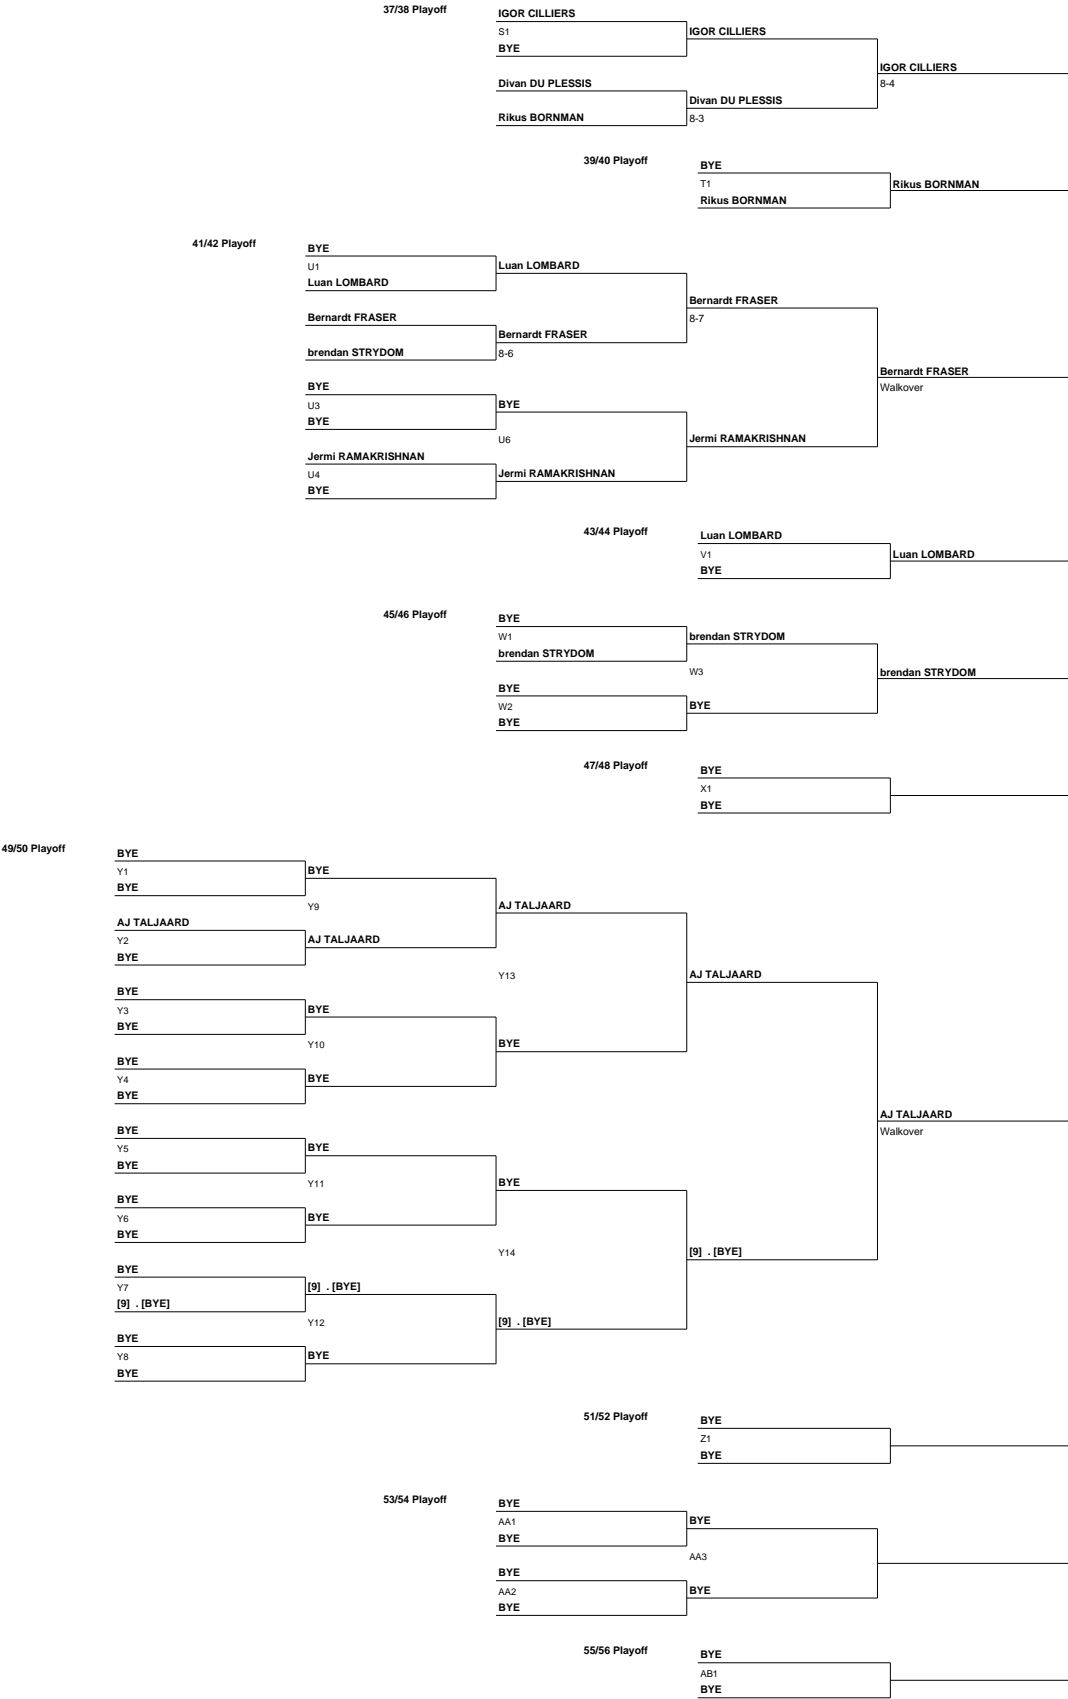 37/38 Playoff
IGOR CILLIERS
S1
BYE
IGOR CILLIERS
Divan DU PLESSIS
Rikus BORNMAN
Divan DU PLESSIS
8-3
IGOR CILLIERS
8-4
39/40 Playoff
BYE
T1
Rikus BORNMAN
Rikus BORNMAN
41/42 Playoff
BYE
U1
Luan LOMBARD
Luan LOMBARD
Bernardt FRASER
brendan STRYDOM
Bernardt FRASER
8-6
Bernardt FRASER
8-7
BYE
U3
BYE
BYE
U6
Jermi RAMAKRISHNAN
U4
BYE
Jermi RAMAKRISHNAN
Jermi RAMAKRISHNAN
Bernardt FRASER
Walkover
43/44 Playoff
Luan LOMBARD
V1
BYE
Luan LOMBARD
45/46 Playoff
BYE
W1
brendan STRYDOM
brendan STRYDOM
W3
BYE
W2
BYE
BYE
brendan STRYDOM
47/48 Playoff
BYE
X1
BYE
49/50 Playoff
BYE
Y1
BYE
BYE
Y9
AJ TALJAARD
Y2
BYE
AJ TALJAARD
AJ TALJAARD
Y13
BYE
Y3
BYE
BYE
Y10
BYE
Y4
BYE
BYE
BYE
AJ TALJAARD
BYE
Y5
BYE
BYE
Y11
BYE
Y6
BYE
BYE
BYE
Y14
BYE
Y7
[9] . [BYE]
[9] . [BYE]
Y12
BYE
Y8
BYE
BYE
[9] . [BYE]
[9] . [BYE]
AJ TALJAARD
Walkover
51/52 Playoff
BYE
Z1
BYE
53/54 Playoff
BYE
AA1
BYE
BYE
AA3
BYE
AA2
BYE
BYE
55/56 Playoff
BYE
AB1
BYE